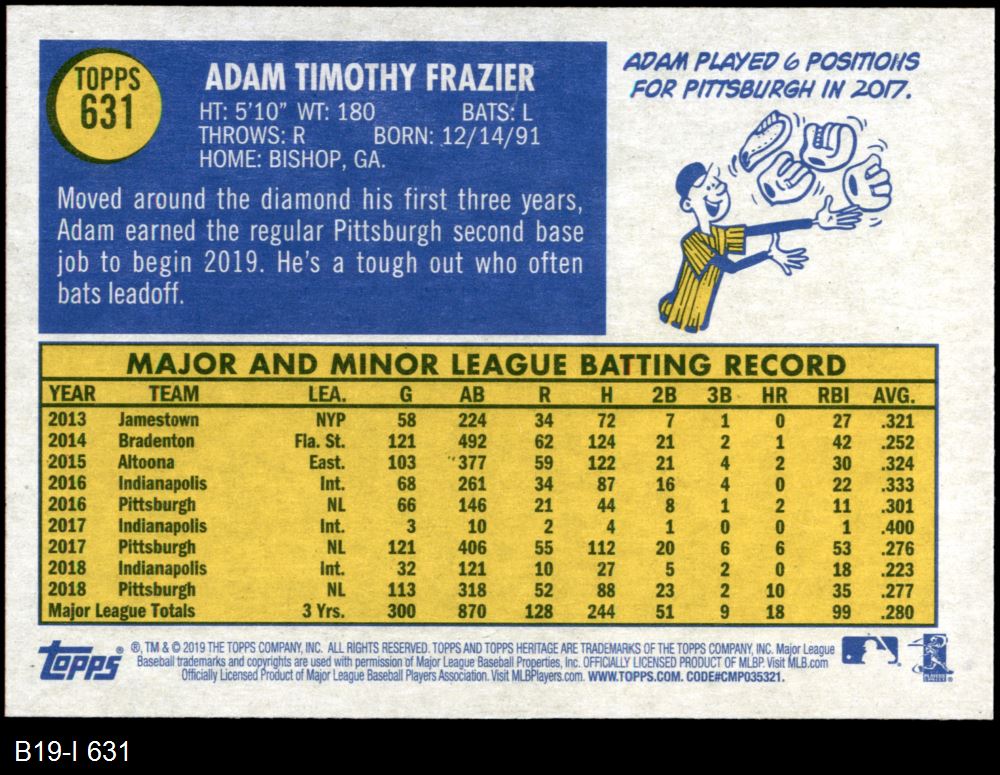 TOPPS
631
ADAM TIMOTHY FRAZIER
HT: 5'10" WT: 180 BATS: L
THROWS: R BORN: 12/14/91
HOME: BISHOP, GA.
Moved around the diamond his first three years,
Adam earned the regular Pittsburgh second base
job to begin 2019. He's a tough out who often
bats leadoff.
ADAM PLAYED 6 POSITIONS
FOR PITTSBURGH IN 2017.
MAJOR AND MINOR LEAGUE BATTING RECORD
YEAR TEAM LEA. G AB R H 2B 3B HR RBI AVG.
2013 Jamestown NYP 58 224 34 72 7 1 0 27 .321
2014 Bradenton Fla. St. 121 492 62 124 21 2 1 42 .252
2015 Altoona East. 103 377 59 122 21 4 2 30 .324
2016 Indianapolis Int. 68 261 34 87 16 4 0 22 .333
2016 Pittsburgh NL 66 146 21 44 8 1 2 11 .301
2017 Indianapolis Int. 3 10 2 4 1 0 0 1 .400
2017 Pittsburgh NL 121 406 55 112 20 6 6 53 .276
2018 Indianapolis Int. 32 121 10 27 5 2 0 18 .223
2018 Pittsburgh NL 113 318 52 88 23 2 10 35 .277
Major League Totals 3 Yrs. 300 870 128 244 51 9 18 99 .280
Topps® ®, TM & © 2019 THE TOPPS COMPANY, INC. ALL RIGHTS RESERVED. TOPPS AND TOPPS HERITAGE ARE TRADEMARKS OF THE TOPPS COMPANY, INC. Major League
Baseball trademarks and copyrights are used with permission of Major League Baseball Properties, Inc. OFFICIALLY LICENSED PRODUCT OF MLBP. Visit MLB.com
Officially Licensed Product of Major League Baseball Players Association. Visit MLBPlayers.com. WWW.TOPPS.COM. CODE#CMP035321.
PLAYERS
B19-I 631